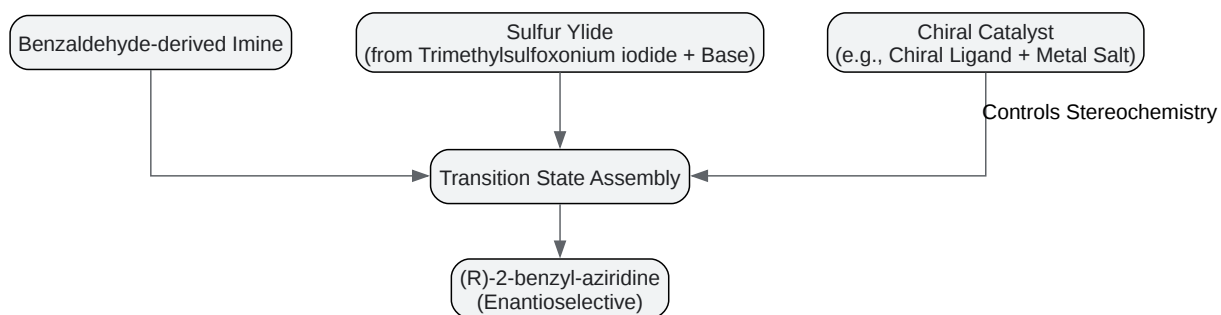 Benzaldehyde-derived Imine
Sulfur Ylide
(from Trimethylsulfoxonium iodide + Base)
Chiral Catalyst
(e.g., Chiral Ligand + Metal Salt)
Controls Stereochemistry
Transition State Assembly
(R)-2-benzyl-aziridine
(Enantioselective)